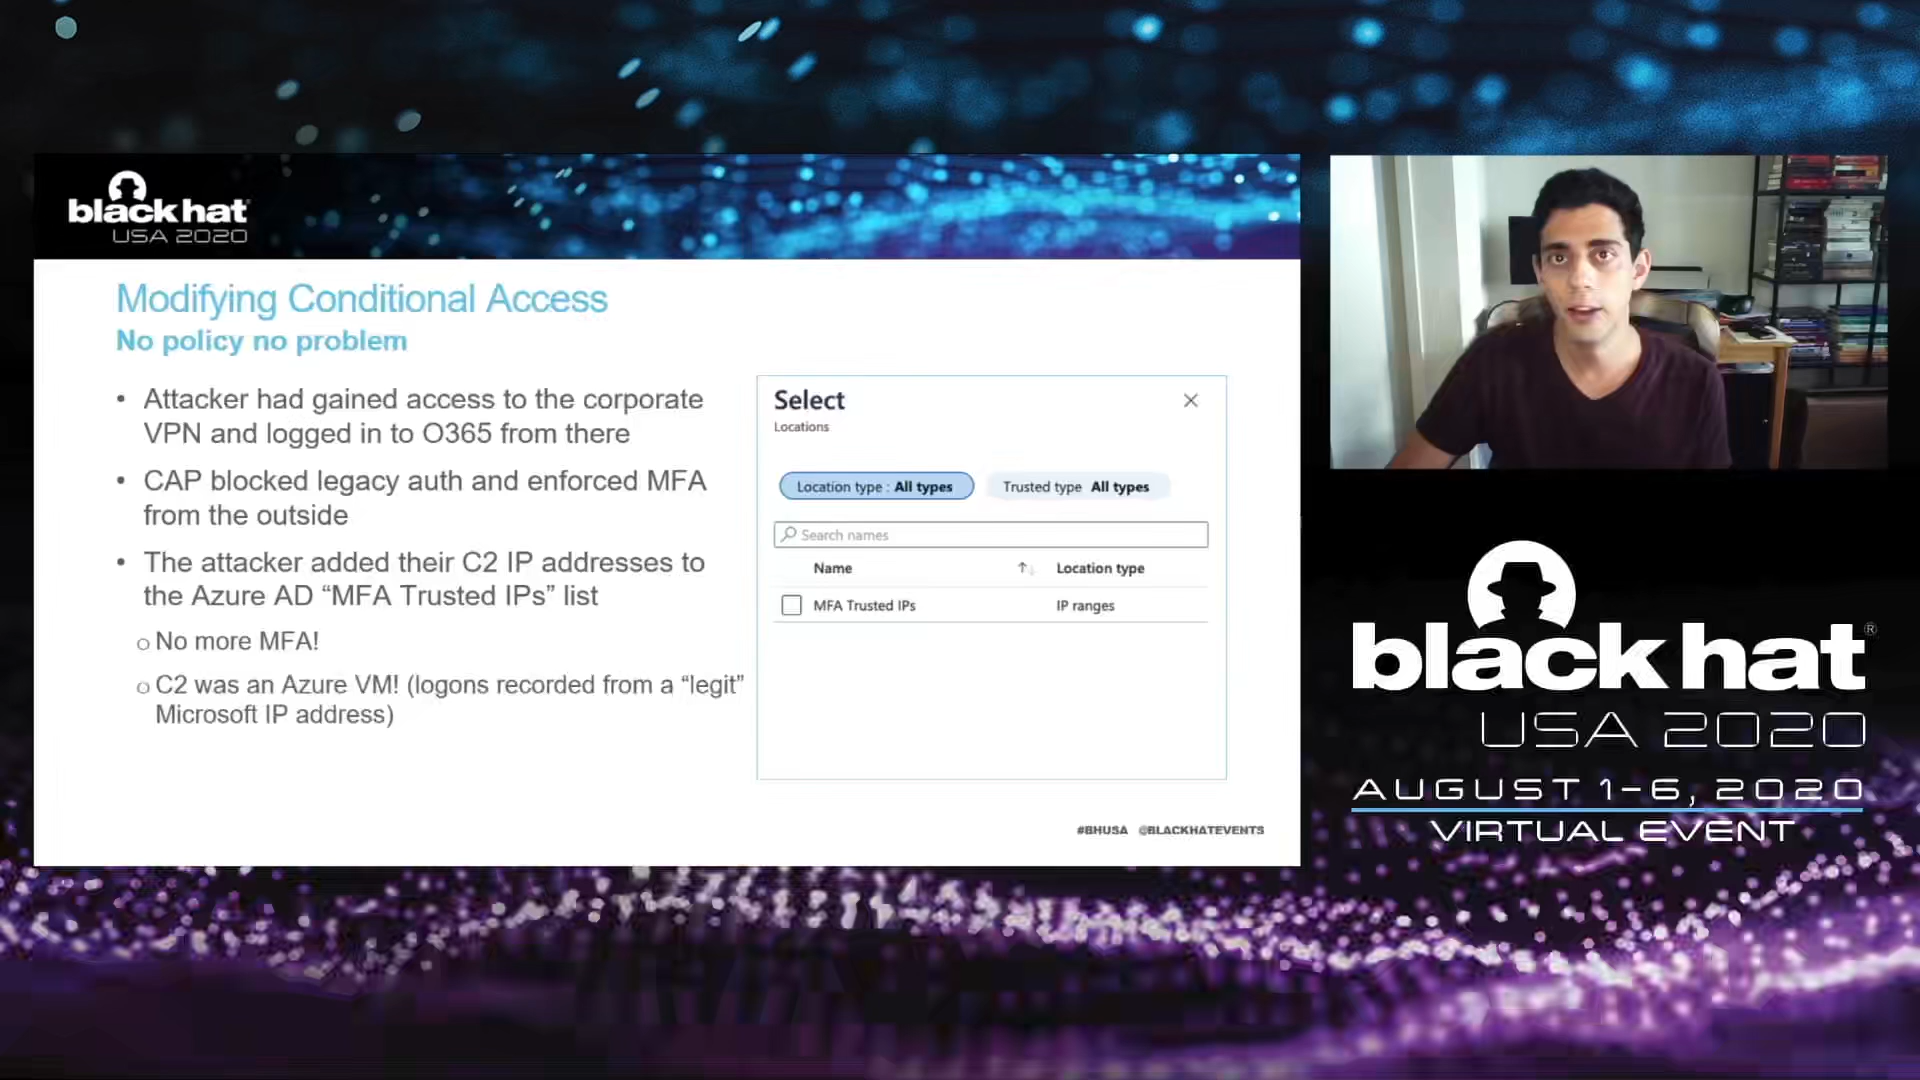 black hat
USA 2020
Modifying Conditional Access
No policy no problem
• Attacker had gained access to the corporate
VPN and logged in to O365 from there
• CAP blocked legacy auth and enforced MFA
from the outside
• The attacker added their C2 IP addresses to
the Azure AD “MFA Trusted IPs” list
o No more MFA!
o C2 was an Azure VM! (logons recorded from a “legit”
Microsoft IP address)
Select
Locations
Location type : All types
Trusted type All types
Search names
Name ↑↓ Location type
MFA Trusted IPs IP ranges
#BHUSA @BLACKHATEVENTS
black hat®
USA 2020
AUGUST 1-6, 2020
VIRTUAL EVENT